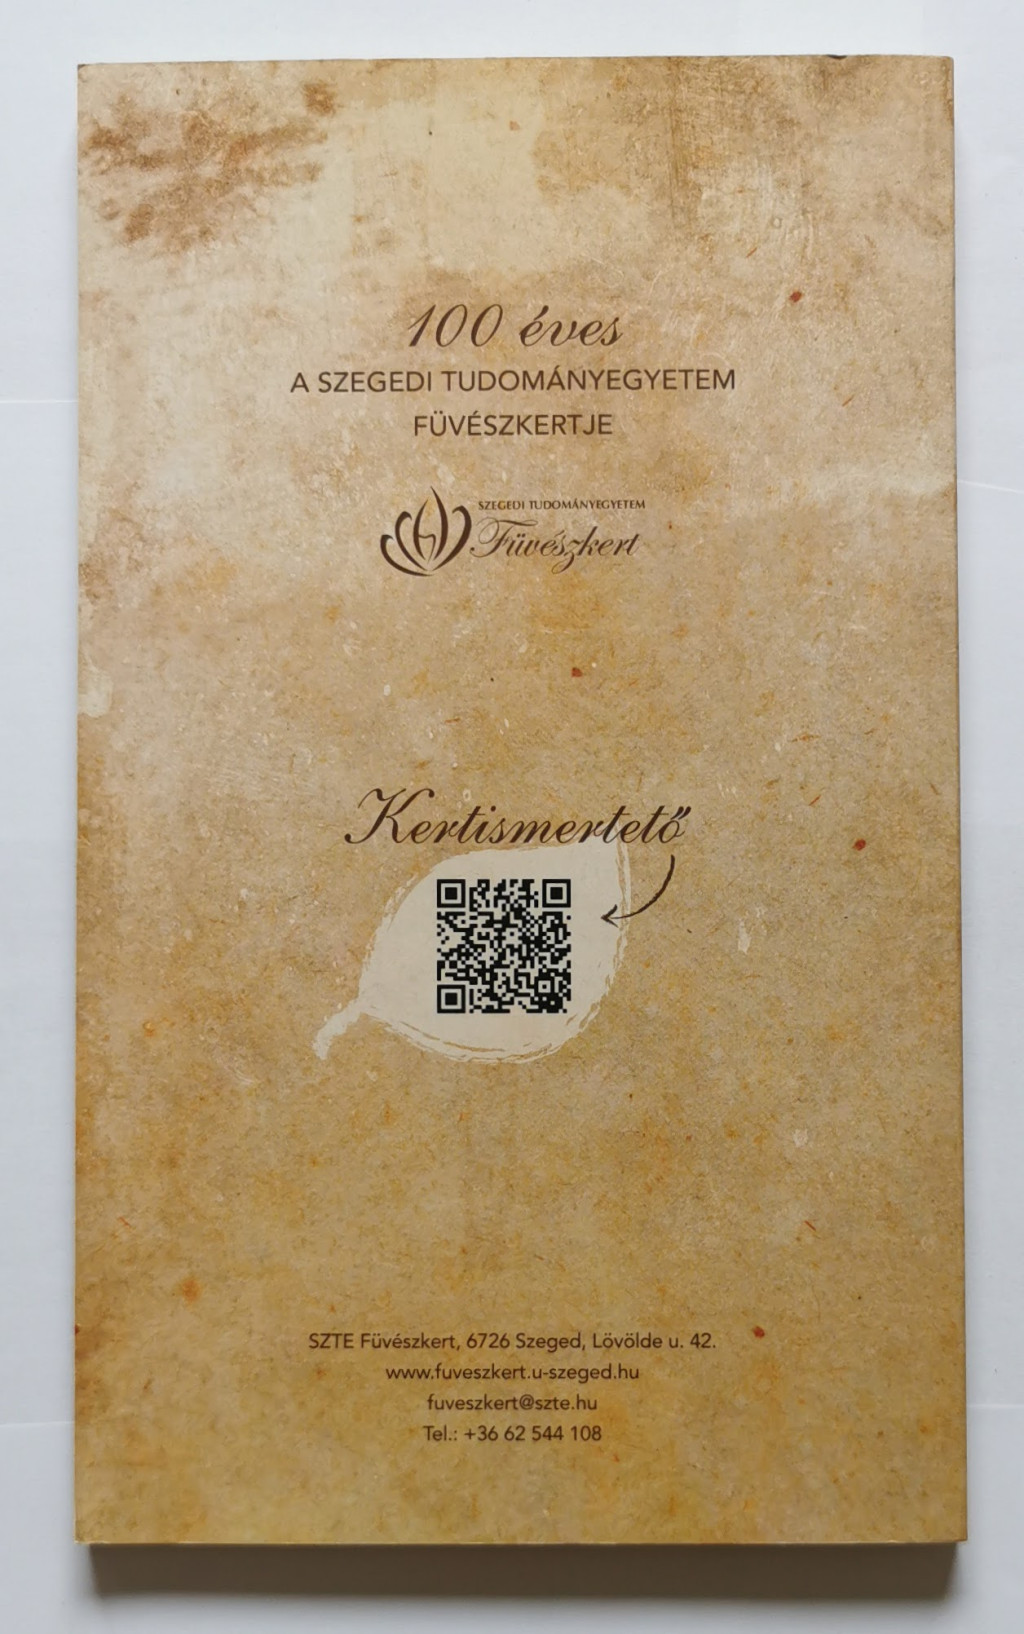 100 éves
A SZEGEDI TUDOMÁNYEGYETEM
FÜVÉSZKERTJE
SZEGEDI TUDOMÁNYEGYETEM
Füvészkert
Kertismertető
SZTE Füvészkert, 6726 Szeged, Lövölde u. 42.
www.fuveszkert.u-szeged.hu
fuveszkert@szte.hu
Tel.: +36 62 544 108